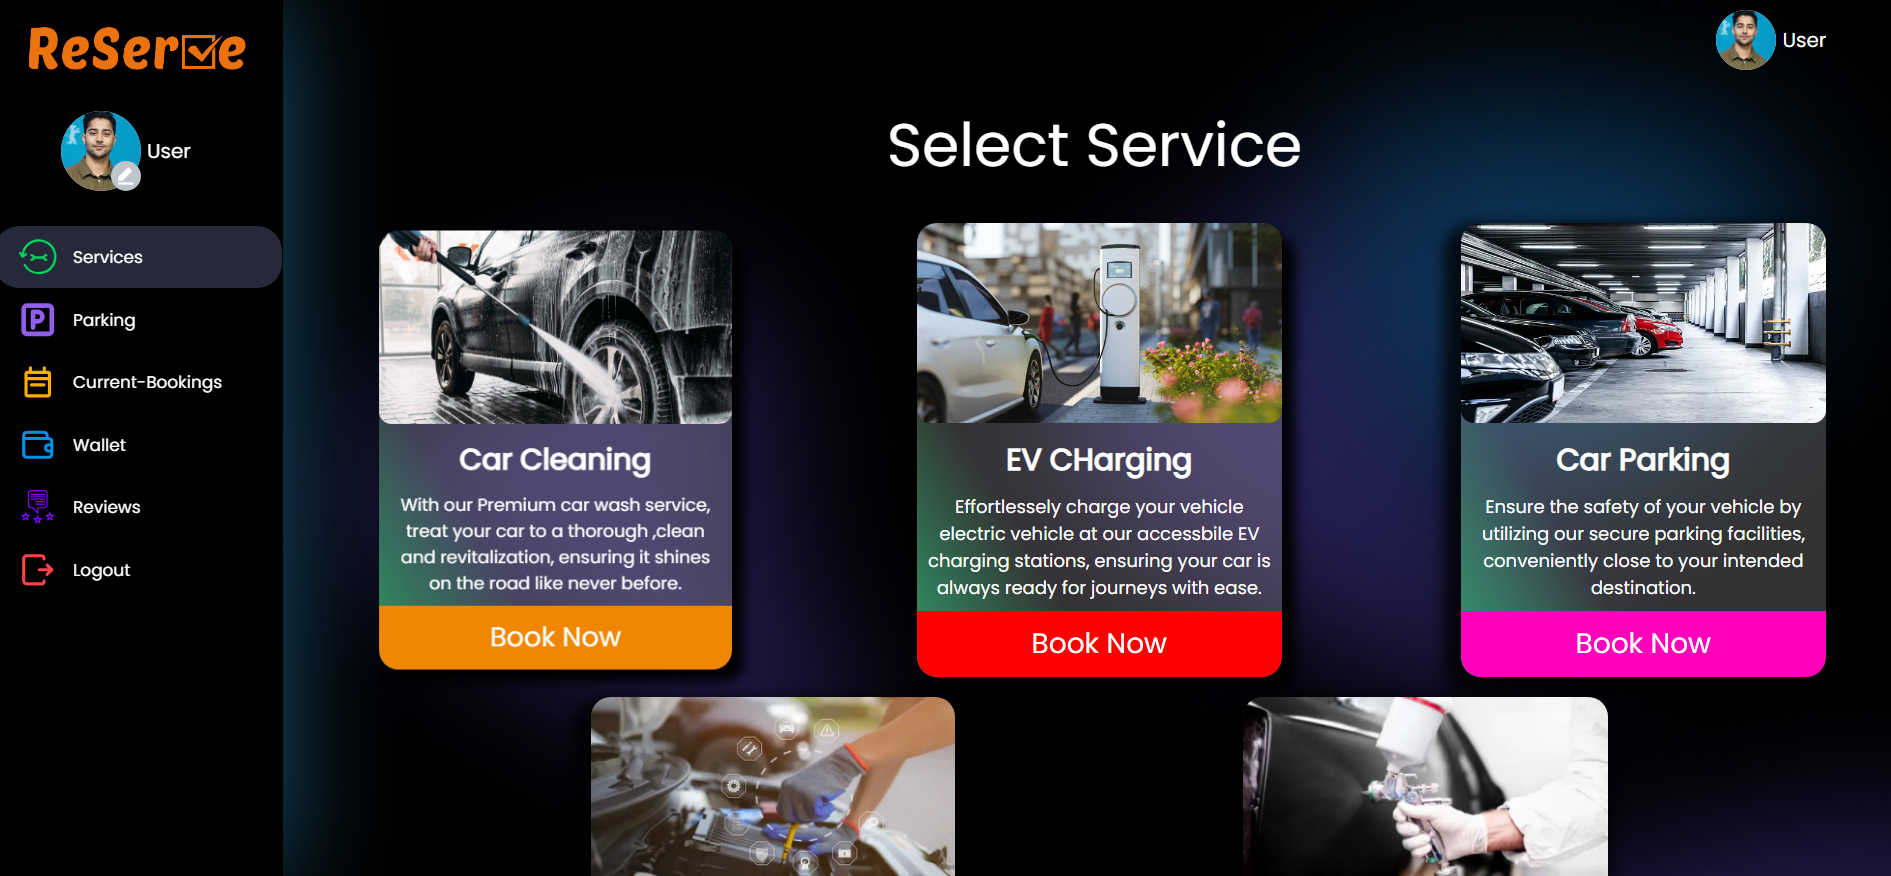 ReServe
User
User
Select Service
Services
Parking
Current-Bookings
Wallet
Reviews
Logout
Car Cleaning
With our Premium car wash service,
treat your car to a thorough ,clean
and revitalization, ensuring it shines
on the road like never before.
Book Now
EV CHarging
Effortlessely charge your vehicle
electric vehicle at our accessbile EV
charging stations, ensuring your car is
always ready for journeys with ease.
Book Now
Car Parking
Ensure the safety of your vehicle by
utilizing our secure parking facilities,
conveniently close to your intended
destination.
Book Now